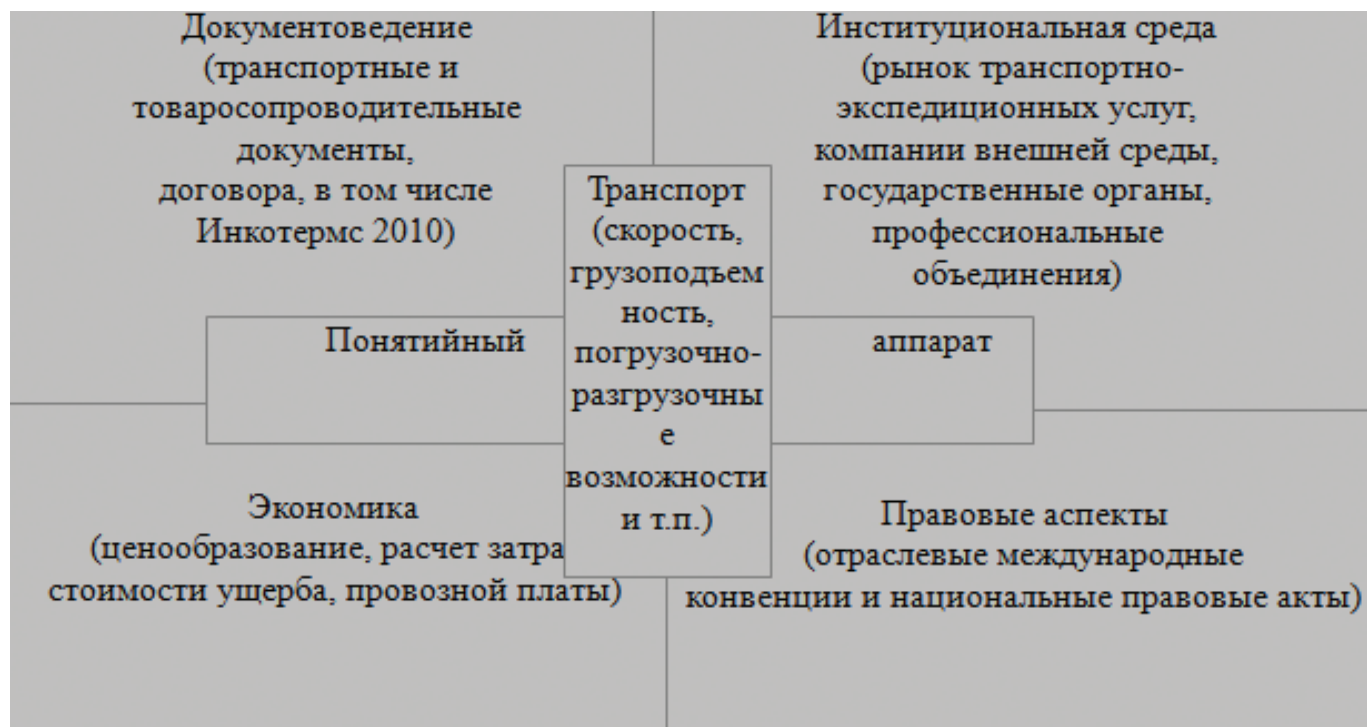 Документоведение
(транспортные и
товаросопроводительные
документы,
договора, в том числе
Инкотермс 2010)
Институциональная среда
(рынок транспортно-
экспедиционных услуг,
компании внешней среды,
государственные органы,
профессиональные
объединения)
Транспорт
(скорость,
грузоподъем
ность,
погрузочно-
разгрузочны
е
возможности
и т.п.)
Понятийный
аппарат
Экономика
(ценообразование, расчет затра
стоимости ущерба, провозной платы)
Правовые аспекты
(отраслевые международные
конвенции и национальные правовые акты)